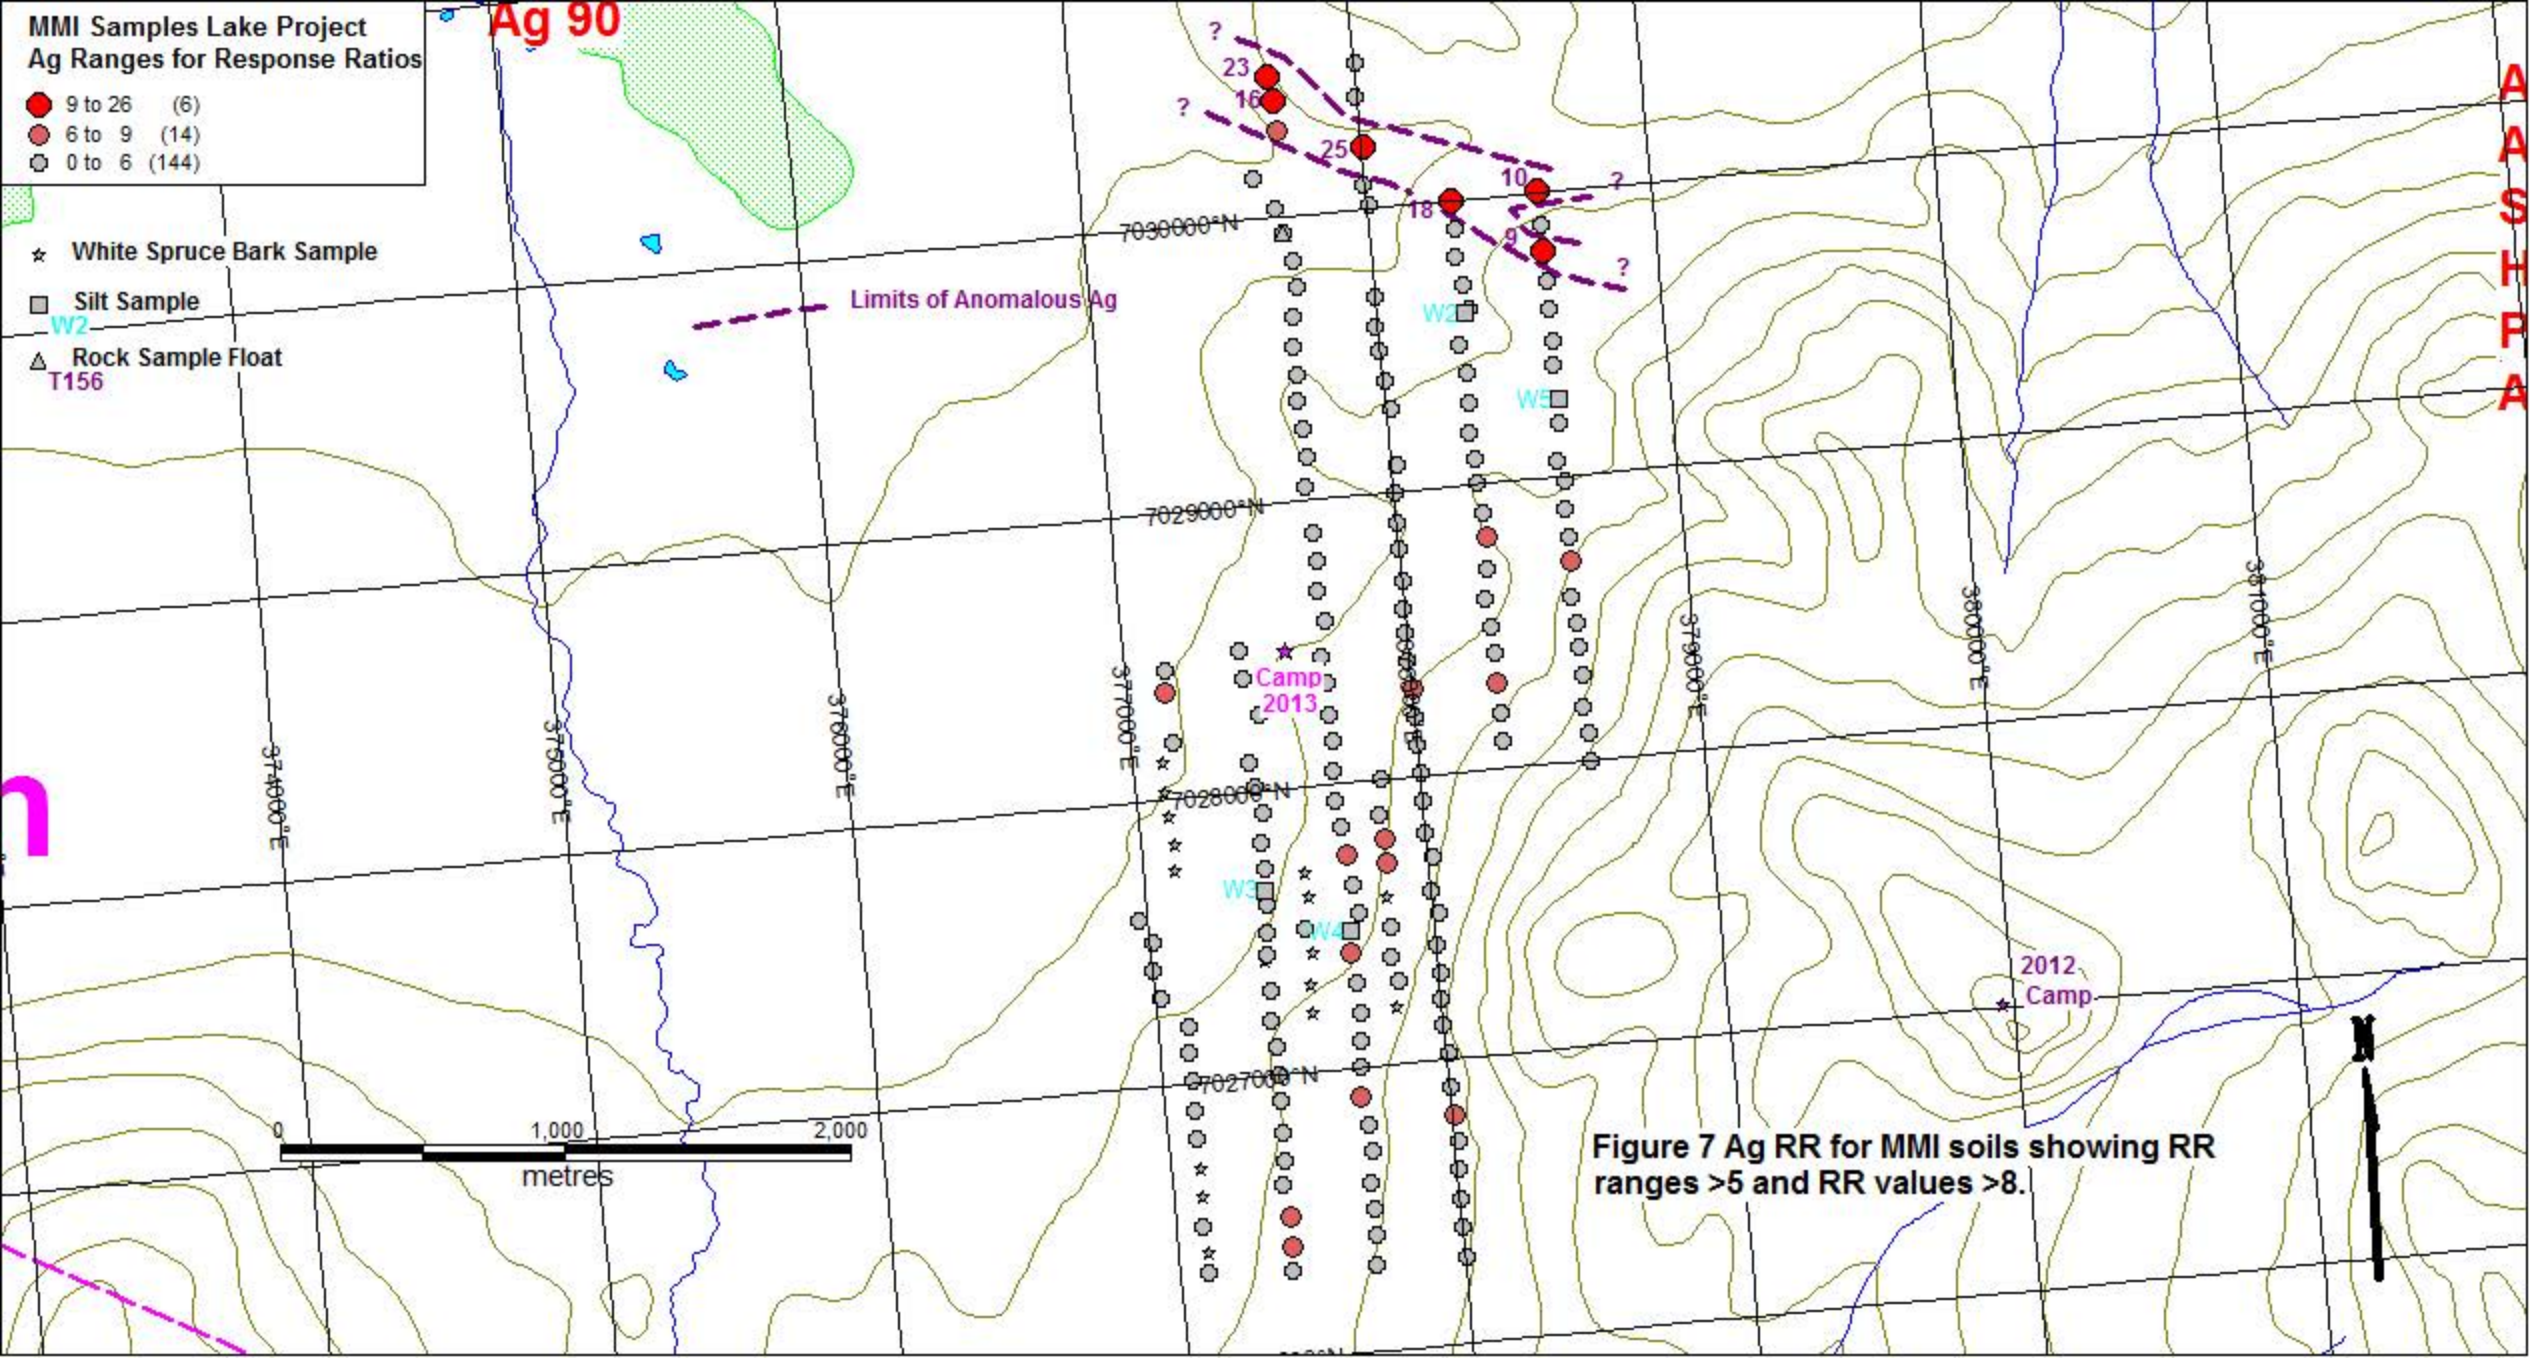 MMI Samples Lake Project
Ag Ranges for Response Ratios
9 to 26 (6)
6 to 9 (14)
0 to 6 (144)
White Spruce Bark Sample
Silt Sample
W2
Rock Sample Float
T156
Ag 90
Limits of Anomalous Ag
?
23
16
?
25
10
?
18
9
?
7030000°N
W2
W5
7029000°N
A
A
S
H
P
A
Camp
2013
374000°E
375000°E
376000°E
377000°E
379000°E
380000°E
381000°E
7028000°N
n
W3
W4
2012
Camp
7027000°N
0 1,000 2,000
metres
N
Figure 7 Ag RR for MMI soils showing RR
ranges >5 and RR values >8.